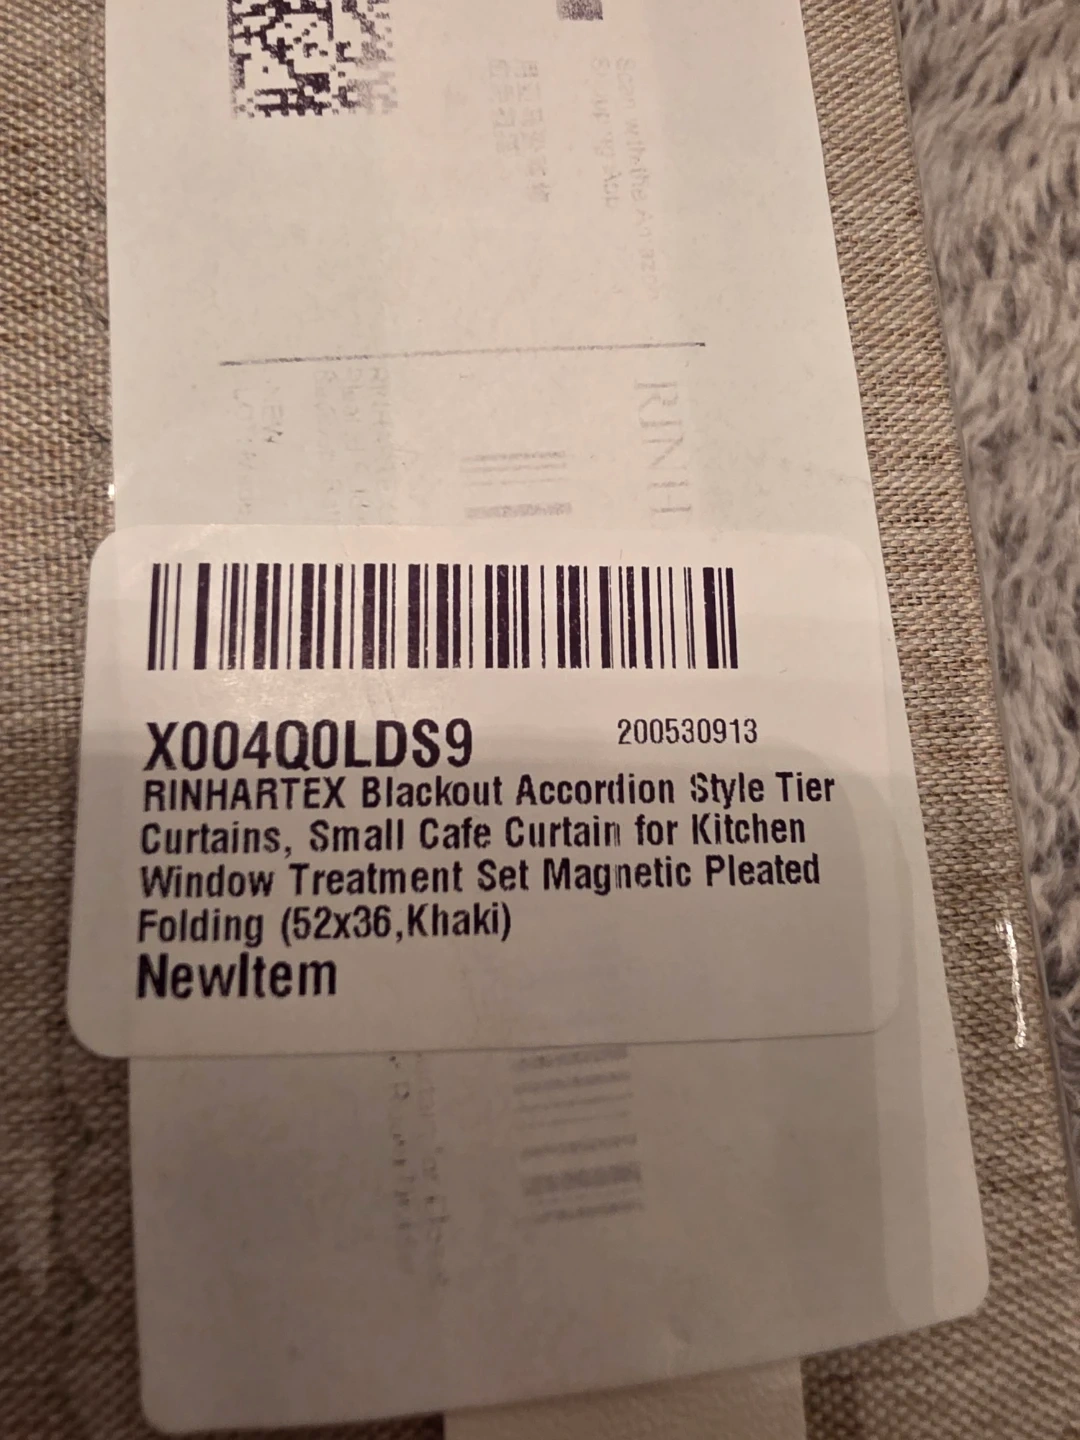 X004Q0LDS9 200530913
RINHARTEX Blackout Accordion Style Tier
Curtains, Small Cafe Curtain for Kitchen
Window Treatment Set Magnetic Pleated
Folding (52x36,Khaki)
NewItem